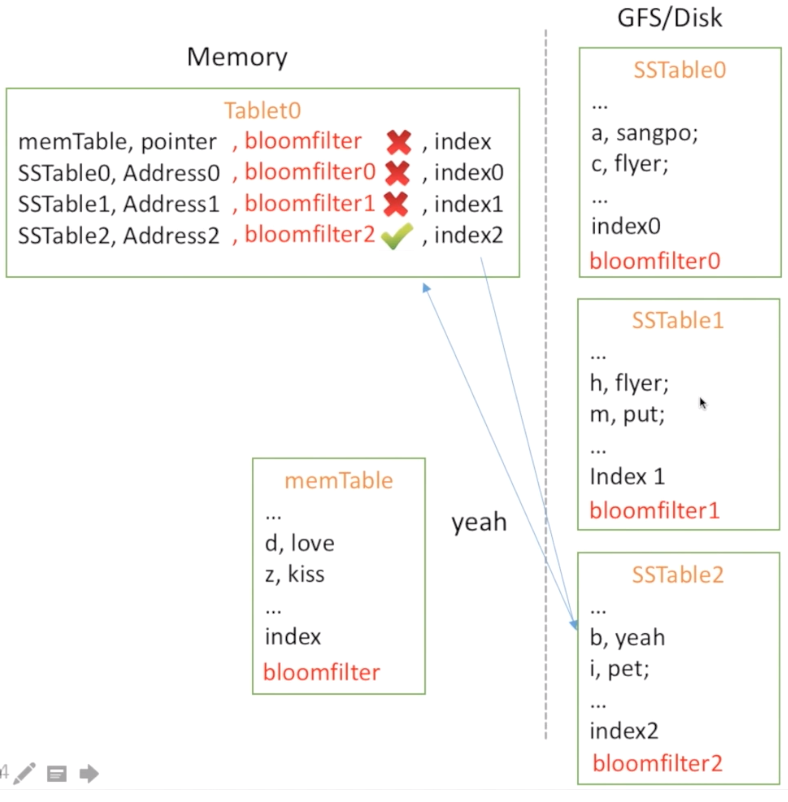 Memory
GFS/Disk
Tablet0
memTable, pointer , bloomfilter , index
SSTable0, Address0 , bloomfilter0 , index0
SSTable1, Address1 , bloomfilter1 , index1
SSTable2, Address2 , bloomfilter2 , index2
SSTable0
...
a, sangpo;
c, flyer;
...
index0
bloomfilter0
SSTable1
...
h, flyer;
m, put;
...
Index 1
bloomfilter1
memTable
...
d, love
z, kiss
...
index
bloomfilter
yeah
SSTable2
...
b, yeah
i, pet;
...
index2
bloomfilter2
4